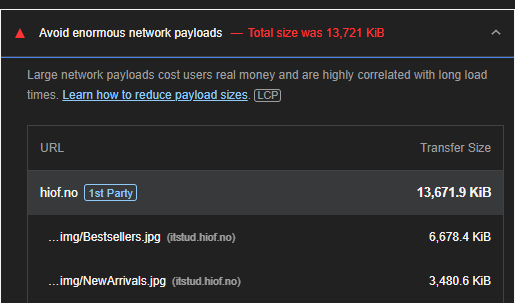 Avoid enormous network payloads — Total size was 13,721 KiB
Large network payloads cost users real money and are highly correlated with long load
times. Learn how to reduce payload sizes. LCP
URL Transfer Size
hiof.no 1st Party 13,671.9 KiB
…img/Bestsellers.jpg (itstud.hiof.no) 6,678.4 KiB
…img/NewArrivals.jpg (itstud.hiof.no) 3,480.6 KiB